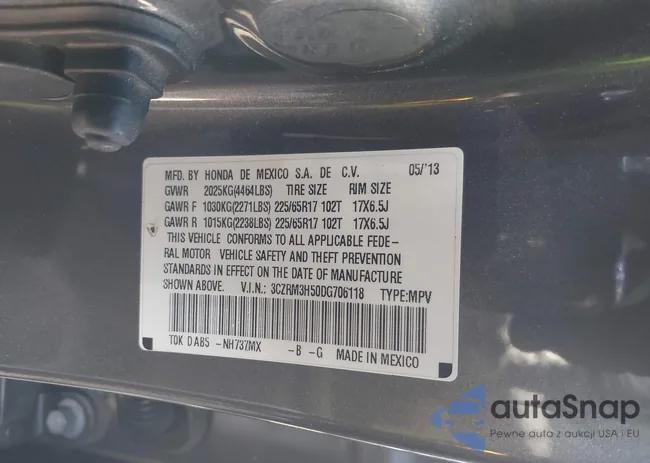 MFD. BY HONDA DE MEXICO S.A. DE C.V. 05/'13
GVWR 2025KG(4464LBS) TIRE SIZE RIM SIZE
GAWR F 1030KG(2271LBS) 225/65R17 102T 17X6.5J
GAWR R 1015KG(2238LBS) 225/65R17 102T 17X6.5J
THIS VEHICLE CONFORMS TO ALL APPLICABLE FEDE-
RAL MOTOR VEHICLE SAFETY AND THEFT PREVENTION
STANDARDS IN EFFECT ON THE DATE OF MANUFACTURE
SHOWN ABOVE. V.I.N.: 3CZRM3H50DG706118 TYPE:MPV
TDK D AB5 -NH737MX -B -G MADE IN MEXICO
autaSnap
Pewne auta z aukcji USA i EU